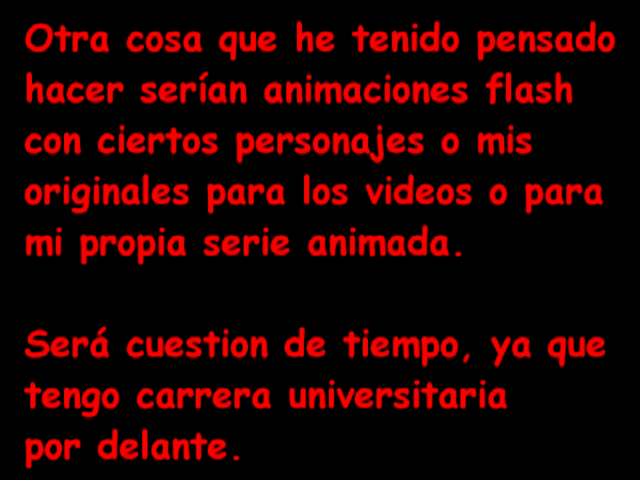 Otra cosa que he tenido pensado
hacer serían animaciones flash
con ciertos personajes o mis
originales para los videos o para
mi propia serie animada.
Será cuestion de tiempo, ya que
tengo carrera universitaria
por delante.